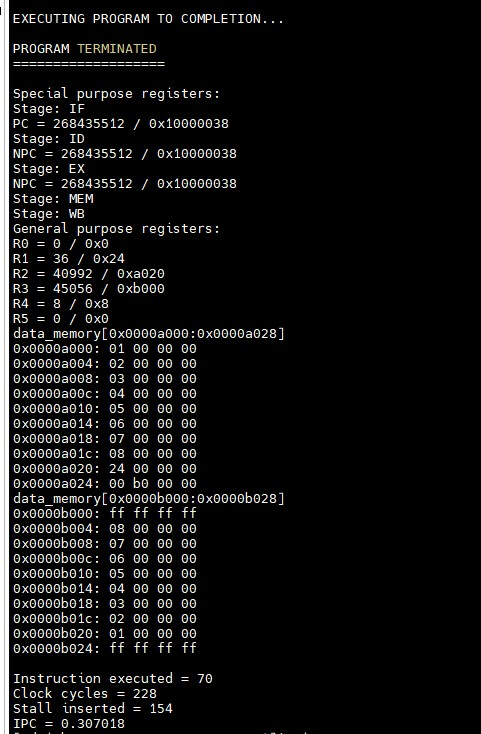 EXECUTING PROGRAM TO COMPLETION...
PROGRAM TERMINATED
===================
Special purpose registers:
Stage: IF
PC = 268435512 / 0x10000038
Stage: ID
NPC = 268435512 / 0x10000038
Stage: EX
NPC = 268435512 / 0x10000038
Stage: MEM
Stage: WB
General purpose registers:
R0 = 0 / 0x0
R1 = 36 / 0x24
R2 = 40992 / 0xa020
R3 = 45056 / 0xb000
R4 = 8 / 0x8
R5 = 0 / 0x0
data_memory[0x0000a000:0x0000a028]
0x0000a000: 01 00 00 00
0x0000a004: 02 00 00 00
0x0000a008: 03 00 00 00
0x0000a00c: 04 00 00 00
0x0000a010: 05 00 00 00
0x0000a014: 06 00 00 00
0x0000a018: 07 00 00 00
0x0000a01c: 08 00 00 00
0x0000a020: 24 00 00 00
0x0000a024: 00 b0 00 00
data_memory[0x0000b000:0x0000b028]
0x0000b000: ff ff ff ff
0x0000b004: 08 00 00 00
0x0000b008: 07 00 00 00
0x0000b00c: 06 00 00 00
0x0000b010: 05 00 00 00
0x0000b014: 04 00 00 00
0x0000b018: 03 00 00 00
0x0000b01c: 02 00 00 00
0x0000b020: 01 00 00 00
0x0000b024: ff ff ff ff
Instruction executed = 70
Clock cycles = 228
Stall inserted = 154
IPC = 0.307018